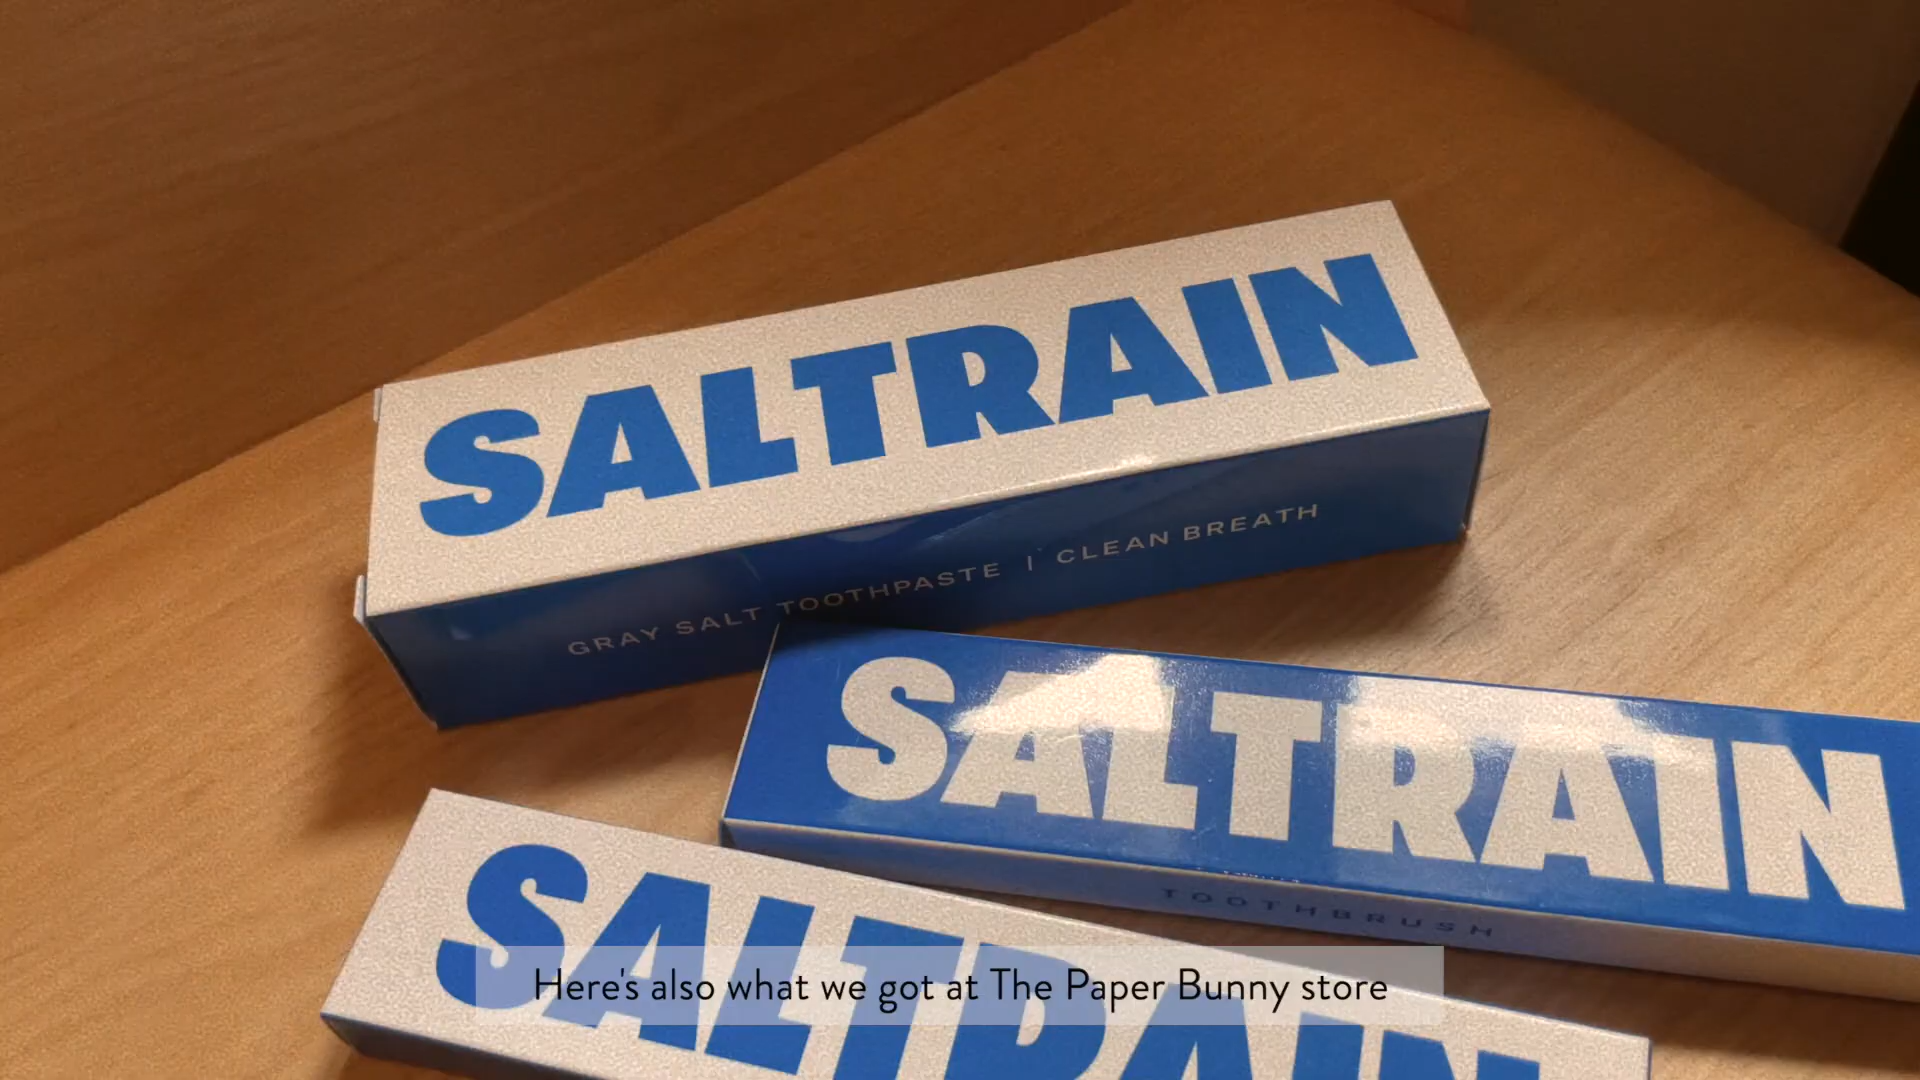 SALTRAIN
GRAY SALT TOOTHPASTE | CLEAN BREATH
SALTRAIN
TOOTHBRUSH
SALTRAIN
Here's also what we got at The Paper Bunny store